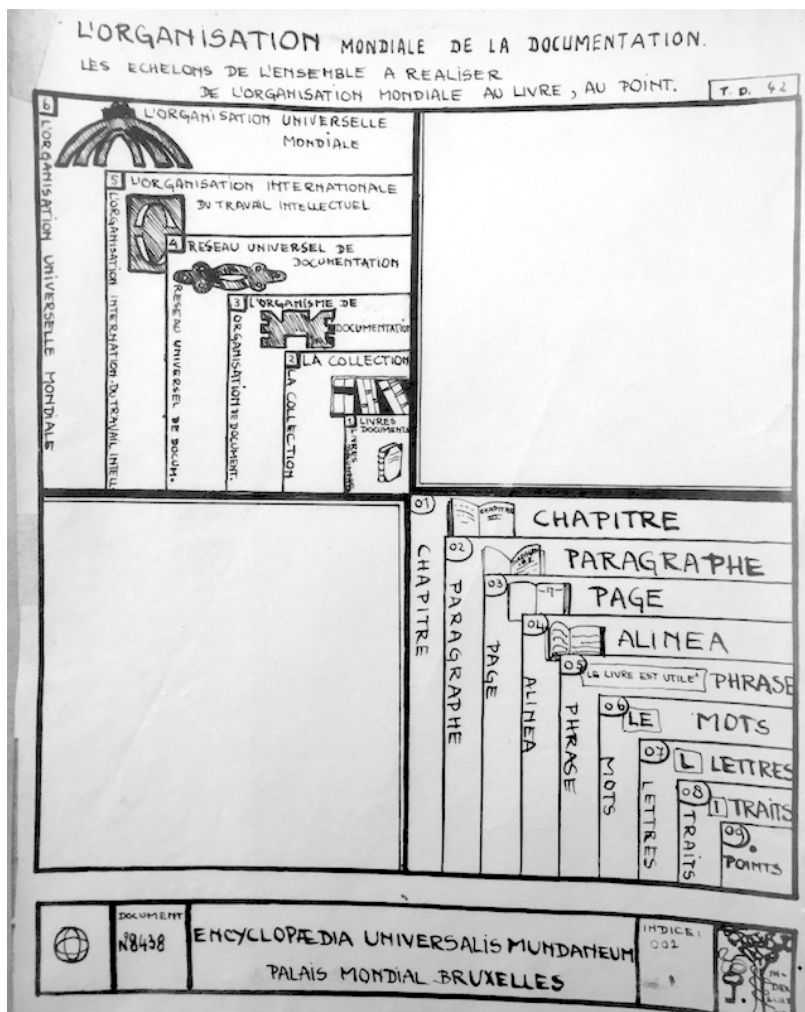 L'ORGANISATION MONDIALE DE LA DOCUMENTATION.
LES ECHELONS DE L'ENSEMBLE A REALISER
DE L'ORGANISATION MONDIALE AU LIVRE, AU POINT.
T. D. 42
6
L'ORGANISATION UNIVERSELLE
MONDIALE
L'ORGANISATION UNIVERSELLE MONDIALE
5
L'ORGANISATION INTERNATIONALE
DU TRAVAIL INTELLECTUEL
L'ORGANISATION INTERNATION. DU TRAVAIL INTELL.
4
RESEAU UNIVERSEL DE
DOCUMENTATION
RESEAU UNIVERSEL DE DOCUM.
3
L'ORGANISME DE
DOCUMENTATION
ORGANISATION DE DOCUMENT.
2
LA COLLECTION
LA COLLECTION
1
LIVRES
DOCUMENTS
LIVRES
01
CHAPITRE
III
CHAPITRE
CHAPITRE
02
PARAGRAPHE
PARAGRAPHE
03
-17-
PAGE
PAGE
04
ALINEA
ALINEA
05
"LE LIVRE EST UTILE"
PHRASE
PHRASE
06
LE
MOTS
MOTS
07
L
LETTRES
LETTRES
08
I
TRAITS
TRAITS
09
POINTS
DOCUMENT
N°8438
ENCYCLOPÆDIA UNIVERSALIS MUNDANEUM
PALAIS MONDIAL-BRUXELLES
INDICE:
001